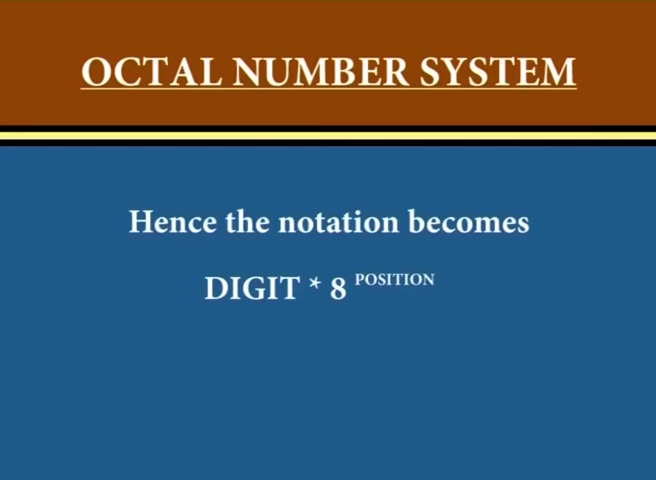 OCTAL NUMBER SYSTEM
Hence the notation becomes
DIGIT * 8 POSITION